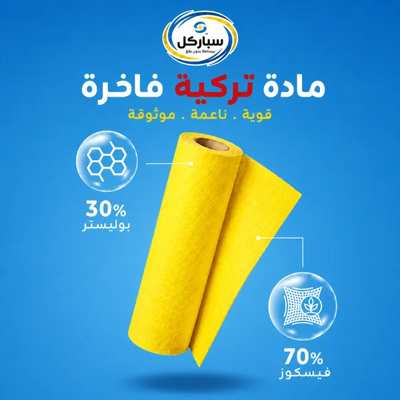 سباركل
مادة تركية فاخرة
قوية . ناعمة . موثوقة
30%
بوليستر
70%
فيسكوز